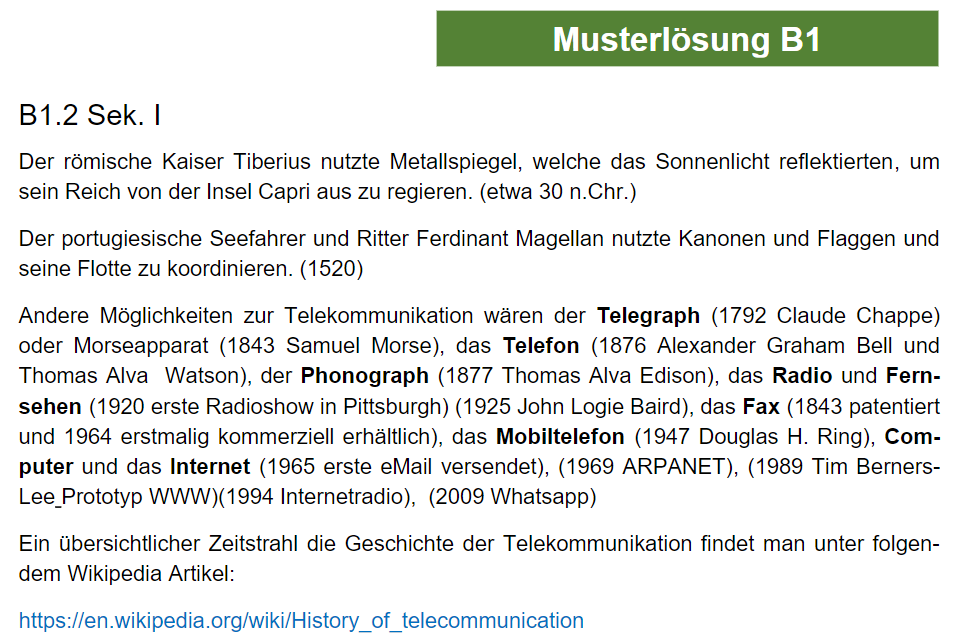 Musterlösung B1
B1.2 Sek. I
Der römische Kaiser Tiberius nutzte Metallspiegel, welche das Sonnenlicht reflektierten, um
sein Reich von der Insel Capri aus zu regieren. (etwa 30 n.Chr.)
Der portugiesische Seefahrer und Ritter Ferdinant Magellan nutzte Kanonen und Flaggen und
seine Flotte zu koordinieren. (1520)
Andere Möglichkeiten zur Telekommunikation wären der Telegraph (1792 Claude Chappe)
oder Morseapparat (1843 Samuel Morse), das Telefon (1876 Alexander Graham Bell und
Thomas Alva  Watson), der Phonograph (1877 Thomas Alva Edison), das Radio und Fern-
sehen (1920 erste Radioshow in Pittsburgh) (1925 John Logie Baird), das Fax (1843 patentiert
und 1964 erstmalig kommerziell erhältlich), das Mobiltelefon (1947 Douglas H. Ring), Com-
puter und das Internet (1965 erste eMail versendet), (1969 ARPANET), (1989 Tim Berners-
Lee Prototyp WWW)(1994 Internetradio),  (2009 Whatsapp)
Ein übersichtlicher Zeitstrahl die Geschichte der Telekommunikation findet man unter folgen-
dem Wikipedia Artikel:
https://en.wikipedia.org/wiki/History_of_telecommunication